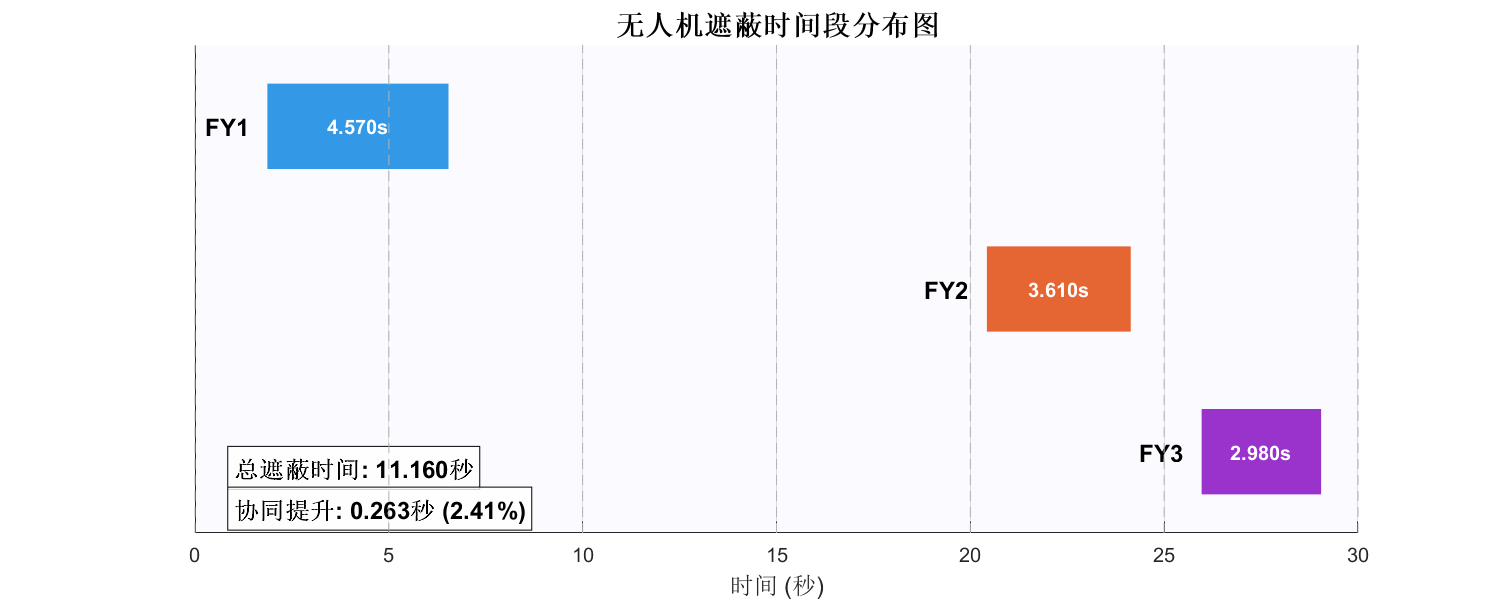 无人机遮蔽时间段分布图
FY1
4.570s
FY2
3.610s
FY3
2.980s
总遮蔽时间: 11.160秒
协同提升: 0.263秒 (2.41%)
0 5 10 15 20 25 30
时间 (秒)